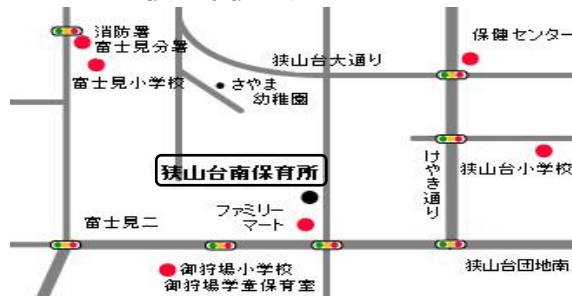 消防署
富士見分署
富士見小学校
狭山台大通り
保健センター
さやま
幼稚園
狭山台南保育所
けやき通り
狭山台小学校
ファミリー
マート
富士見二
御狩場小学校
御狩場学童保育室
狭山台団地南